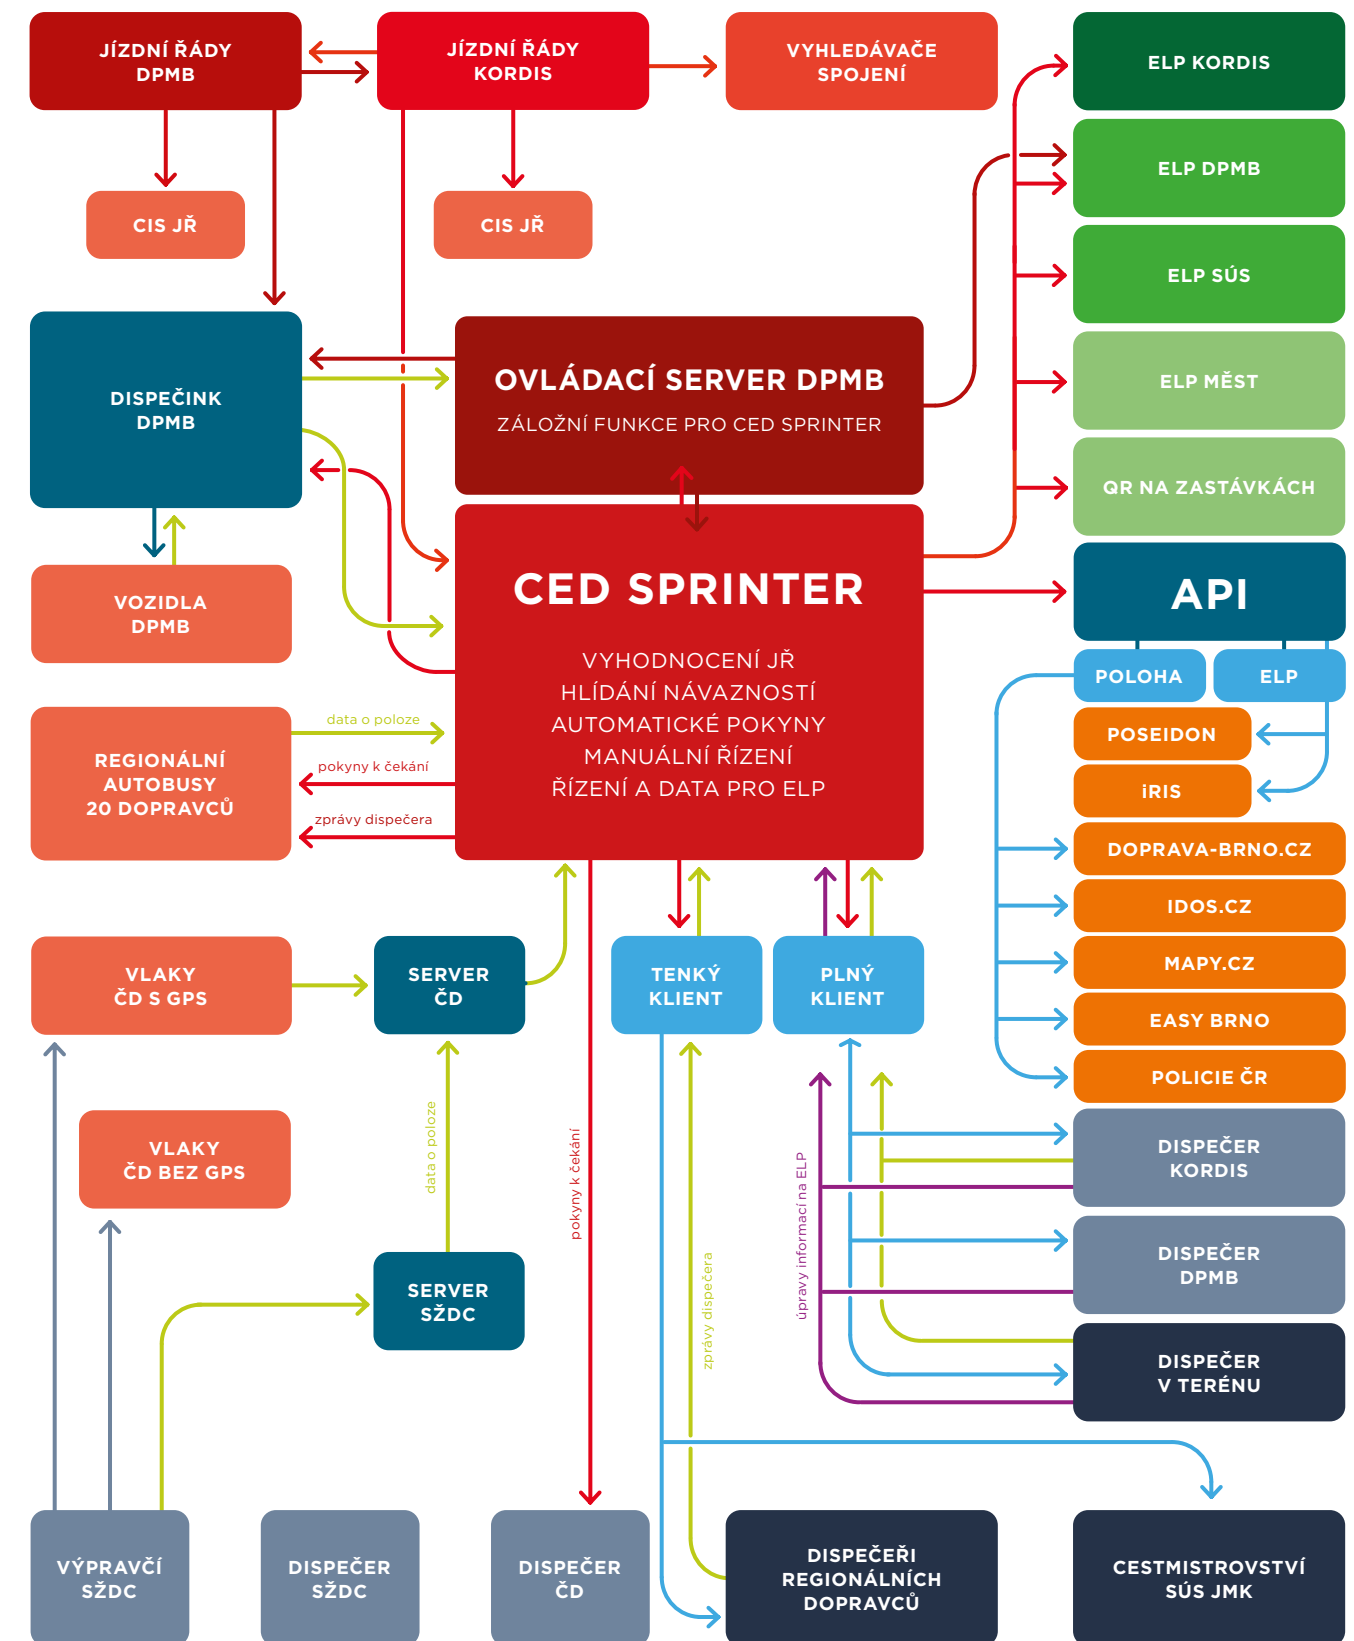 JÍZDNÍ ŘÁDY
DPMB
JÍZDNÍ ŘÁDY
KORDIS
VYHLEDÁVAČE
SPOJENÍ
ELP KORDIS
ELP DPMB
CIS JŘ
CIS JŘ
ELP SÚS
DISPEČINK
DPMB
OVLÁDACÍ SERVER DPMB
ZÁLOŽNÍ FUNKCE PRO CED SPRINTER
ELP MĚST
QR NA ZASTÁVKÁCH
VOZIDLA
DPMB
CED SPRINTER
VYHODNOCENÍ JŘ
HLÍDÁNÍ NÁVAZNOSTÍ
AUTOMATICKÉ POKYNY
MANUÁLNÍ ŘÍZENÍ
ŘÍZENÍ A DATA PRO ELP
API
POLOHA
ELP
POSEIDON
iRIS
REGIONÁLNÍ
AUTOBUSY
20 DOPRAVCŮ
data o poloze
pokyny k čekání
zprávy dispečera
DOPRAVA-BRNO.CZ
IDOS.CZ
MAPY.CZ
EASY BRNO
POLICIE ČR
VLAKY
ČD S GPS
SERVER
ČD
TENKÝ
KLIENT
PLNÝ
KLIENT
VLAKY
ČD BEZ GPS
data o poloze
pokyny k čekání
zprávy dispečera
úpravy informací na ELP
DISPEČER
KORDIS
DISPEČER
DPMB
SERVER
SŽDC
DISPEČER
V TERÉNU
VÝPRAVČÍ
SŽDC
DISPEČER
SŽDC
DISPEČER
ČD
DISPEČEŘI
REGIONÁLNÍCH
DOPRAVCŮ
CESTMISTROVSTVÍ
SÚS JMK